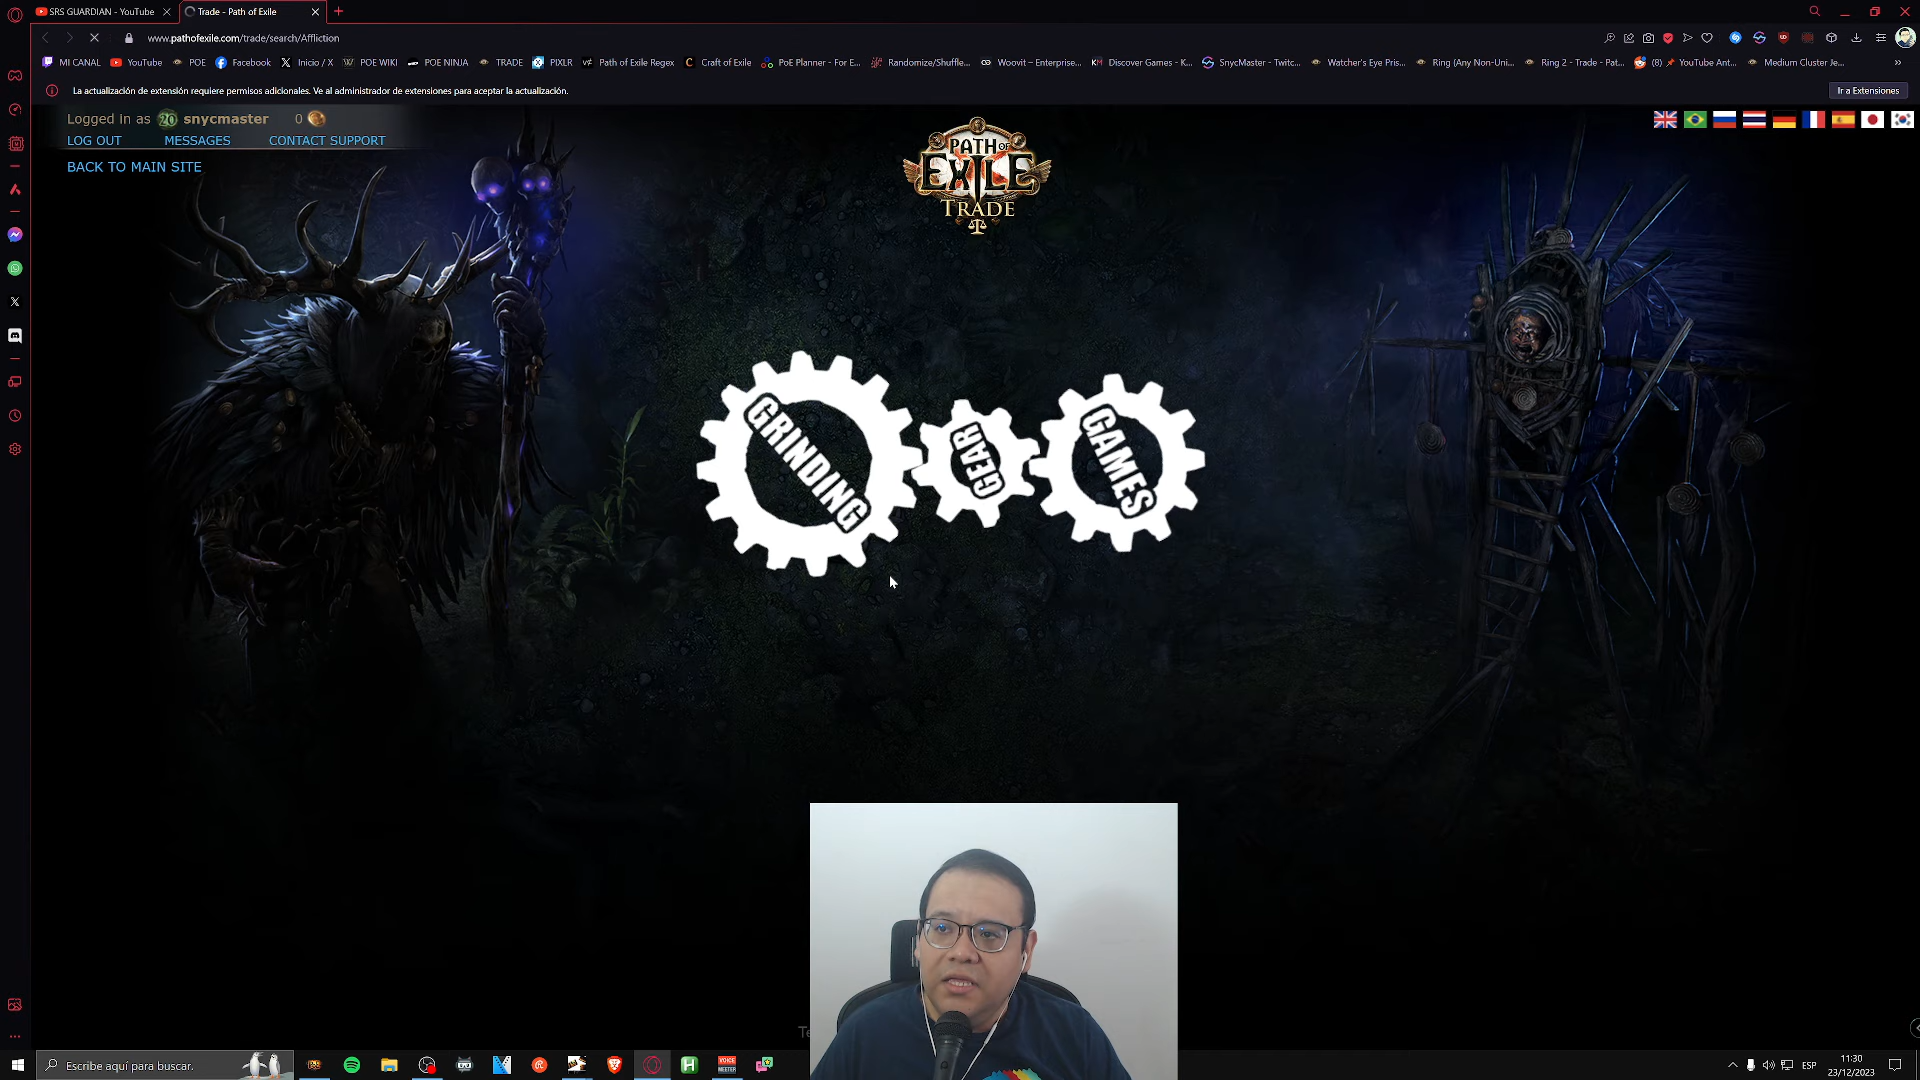 SRS GUARDIAN - YouTube
Trade - Path of Exile
www.pathofexile.com/trade/search/Affliction
MI CANAL
YouTube
POE
Facebook
Inicio / X
POE WIKI
POE NINJA
TRADE
PIXLR
Path of Exile Regex
Craft of Exile
PoE Planner - For E...
Randomize/Shuffle...
Woovit – Enterprise...
Discover Games - K...
SnycMaster - Twitc...
Watcher's Eye Pris...
Ring (Any Non-Uni...
Ring 2 - Trade - Pat...
(8) 📌 YouTube Ant...
Medium Cluster Je...
La actualización de extensión requiere permisos adicionales. Ve al administrador de extensiones para aceptar la actualización.
Ir a Extensiones
Logged in as 20 snycmaster 0
LOG OUT
MESSAGES
CONTACT SUPPORT
BACK TO MAIN SITE
PATH OF
EXILE
TRADE
GRINDING
GEAR
GAMES
Escribe aquí para buscar.
VOICE
MEETER
ESP
11:30
23/12/2023